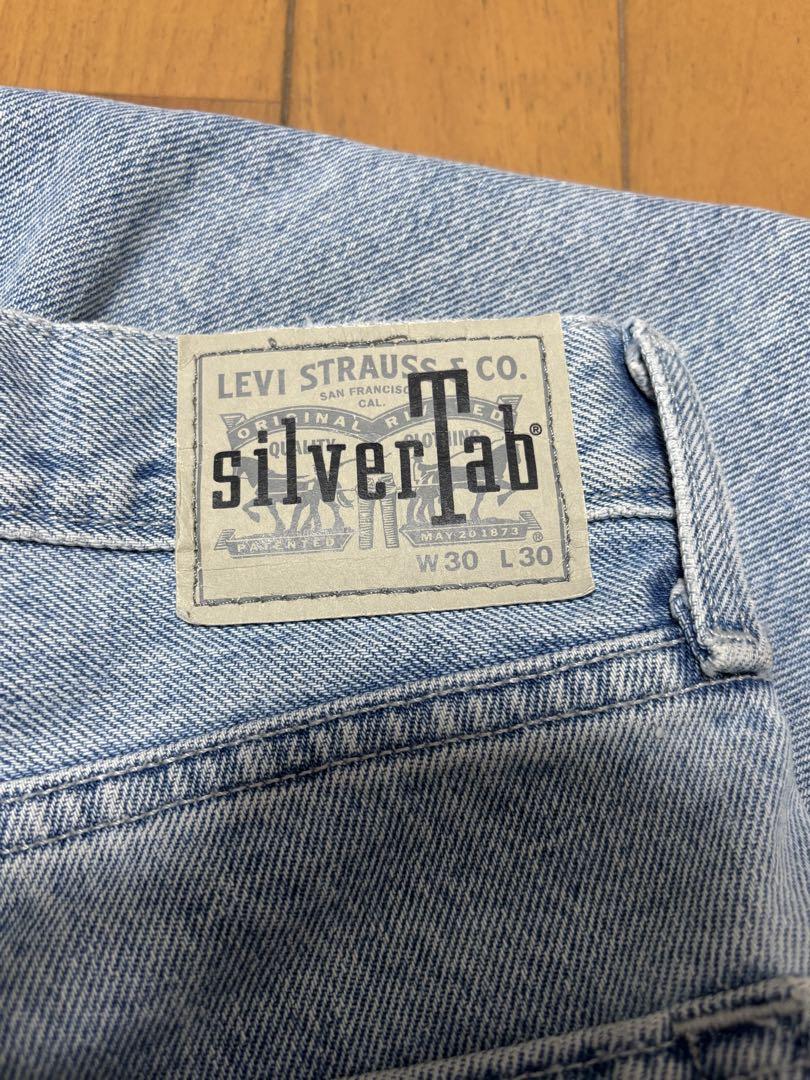 LEVI STRAUSS & CO.
SAN FRANCISCO
CAL.
ORIGINAL RIVETED
QUALITY CLOTHING
silverTab®
PATENTED MAY 20 1873 ®
W30 L30